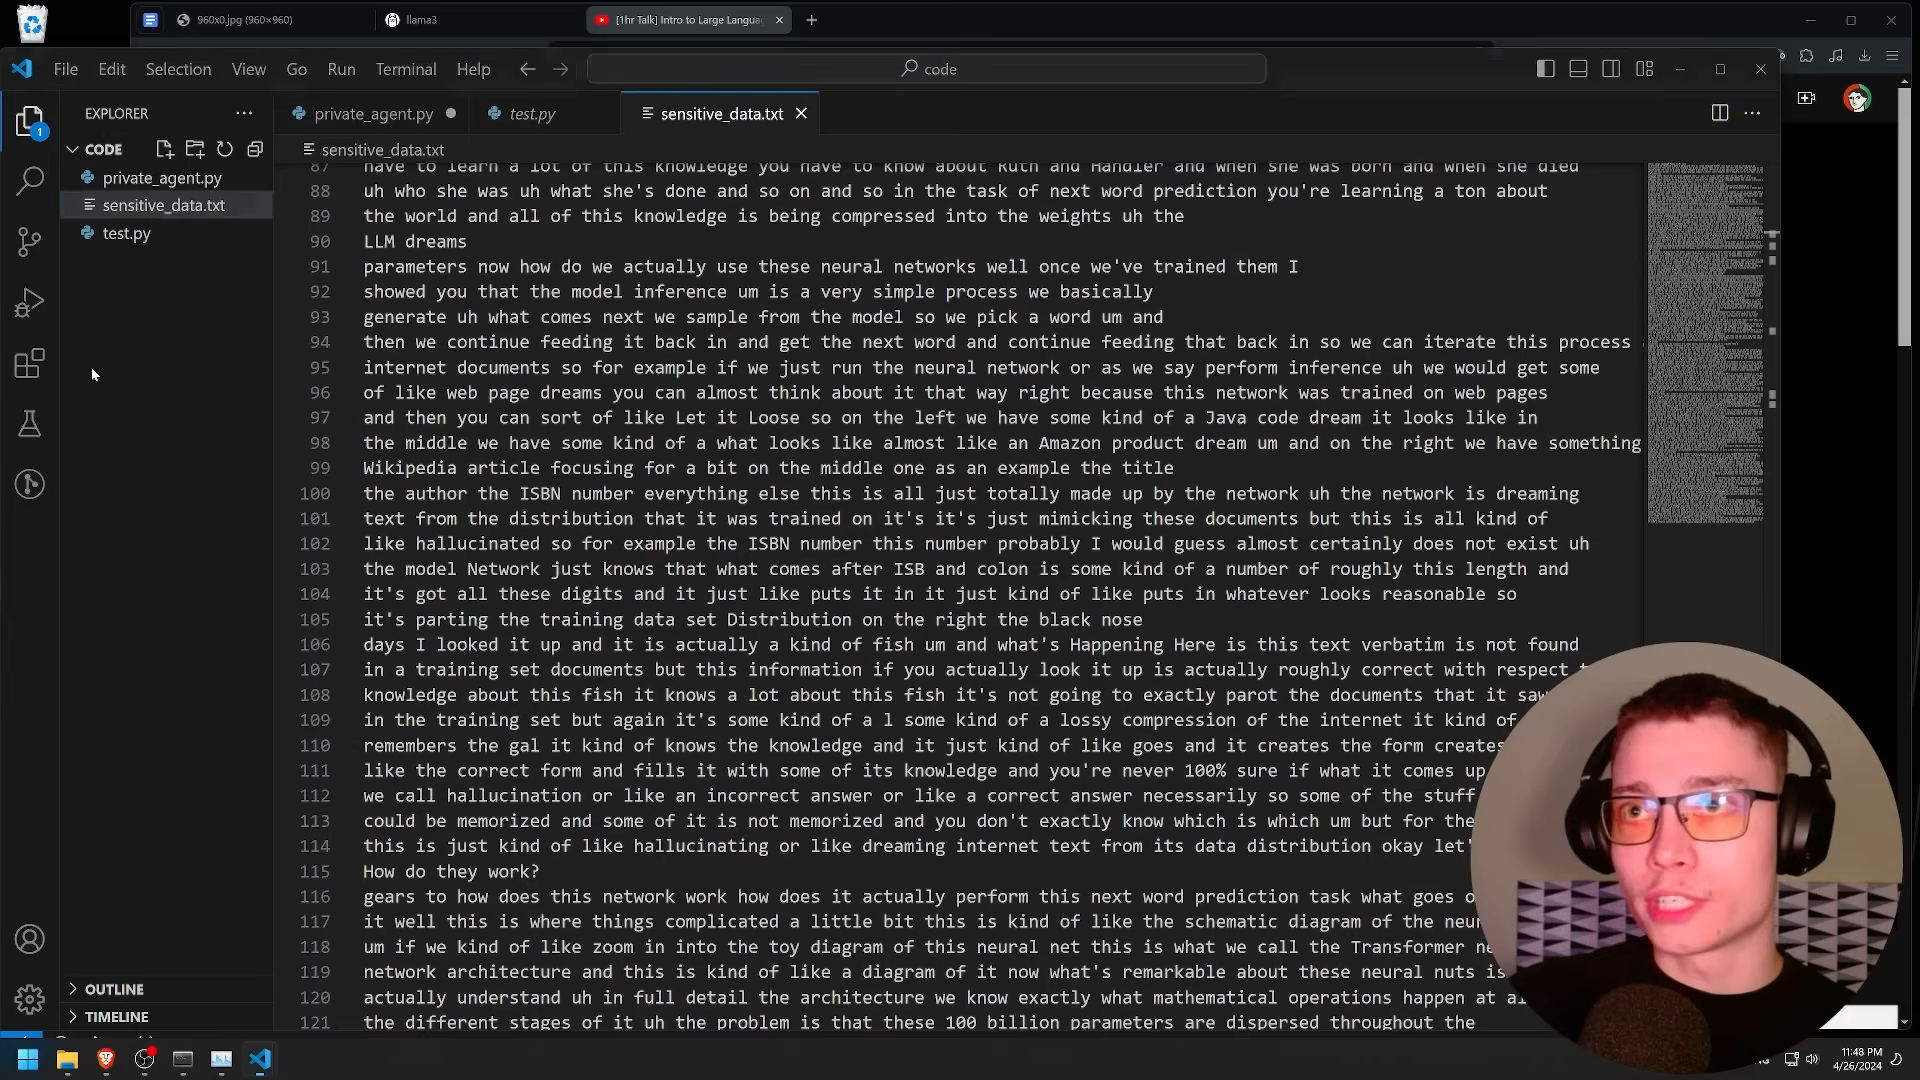 960x0.jpg (960×960)
llama3
[1hr Talk] Intro to Large Langua
File Edit Selection View Go Run Terminal Help
code
EXPLORER
private_agent.py
test.py
sensitive_data.txt
CODE
sensitive_data.txt
private_agent.py
sensitive_data.txt
test.py
1
87 have to learn a lot of this knowledge you have to know about Ruth and Handler and when she was born and when she died
88 uh who she was uh what she's done and so on and so in the task of next word prediction you're learning a ton about
89 the world and all of this knowledge is being compressed into the weights uh the
90 LLM dreams
91 parameters now how do we actually use these neural networks well once we've trained them I
92 showed you that the model inference um is a very simple process we basically
93 generate uh what comes next we sample from the model so we pick a word um and
94 then we continue feeding it back in and get the next word and continue feeding that back in so we can iterate this process
95 internet documents so for example if we just run the neural network or as we say perform inference uh we would get some
96 of like web page dreams you can almost think about it that way right because this network was trained on web pages
97 and then you can sort of like Let it Loose so on the left we have some kind of a Java code dream it looks like in
98 the middle we have some kind of a what looks like almost like an Amazon product dream um and on the right we have something
99 Wikipedia article focusing for a bit on the middle one as an example the title
100 the author the ISBN number everything else this is all just totally made up by the network uh the network is dreaming
101 text from the distribution that it was trained on it's it's just mimicking these documents but this is all kind of
102 like hallucinated so for example the ISBN number this number probably I would guess almost certainly does not exist uh
103 the model Network just knows that what comes after ISB and colon is some kind of a number of roughly this length and
104 it's got all these digits and it just like puts it in it just kind of like puts in whatever looks reasonable so
105 it's parting the training data set Distribution on the right the black nose
106 days I looked it up and it is actually a kind of fish um and what's Happening Here is this text verbatim is not found
107 in a training set documents but this information if you actually look it up is actually roughly correct with respect t
108 knowledge about this fish it knows a lot about this fish it's not going to exactly parrot the documents that it saw
109 in the training set but again it's some kind of a l some kind of a lossy compression of the internet it kind of
110 remembers the gal it kind of knows the knowledge and it just kind of like goes and it creates the form creates
111 like the correct form and fills it with some of its knowledge and you're never 100% sure if what it comes up
112 we call hallucination or like an incorrect answer or like a correct answer necessarily so some of the stuff
113 could be memorized and some of it is not memorized and you don't exactly know which is which um but for the
114 this is just kind of like hallucinating or like dreaming internet text from its data distribution okay let'
115 How do they work?
116 gears to how does this network work how does it actually perform this next word prediction task what goes o
117 it well this is where things complicated a little bit this is kind of like the schematic diagram of the neur
118 um if we kind of like zoom in into the toy diagram of this neural net this is what we call the Transformer ne
119 network architecture and this is kind of like a diagram of it now what's remarkable about these neural nuts is
120 actually understand uh in full detail the architecture we know exactly what mathematical operations happen at al
121 the different stages of it uh the problem is that these 100 billion parameters are dispersed throughout the
OUTLINE
TIMELINE
11:48 PM
4/26/2024